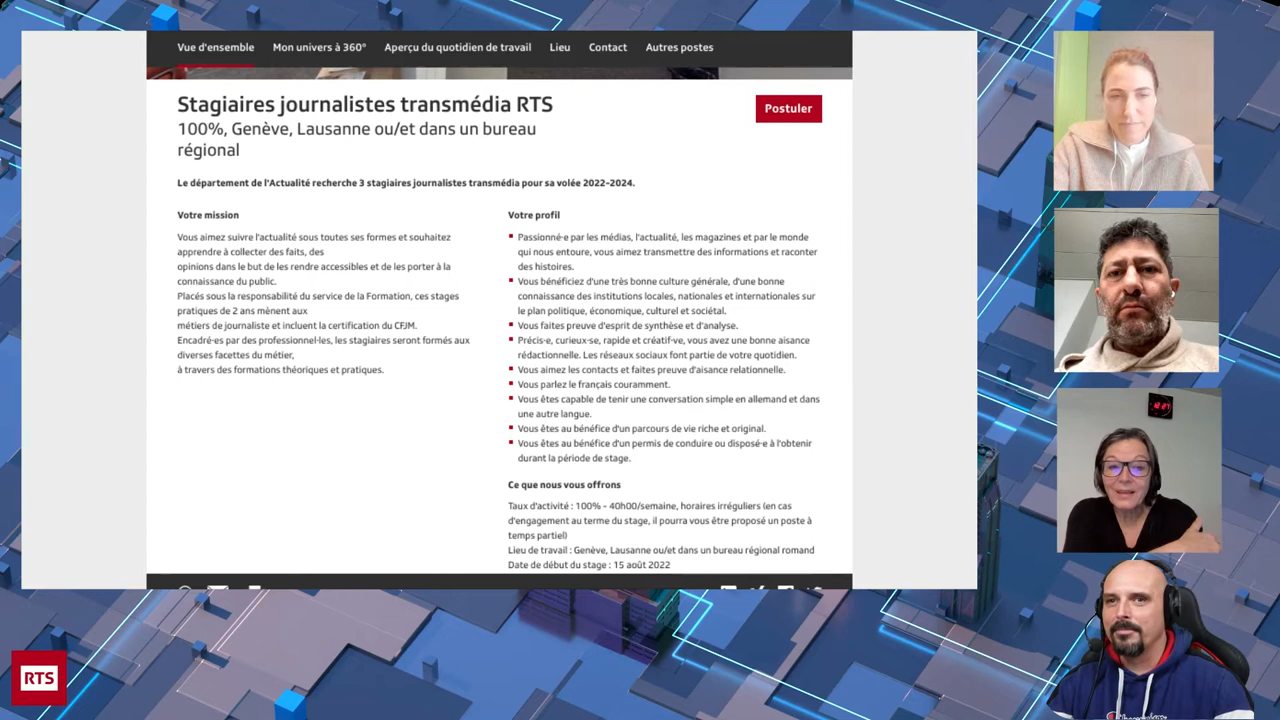 Vue d'ensemble Mon univers à 360° Aperçu du quotidien de travail Lieu Contact Autres postes
Stagiaires journalistes transmédia RTS
100%, Genève, Lausanne ou/et dans un bureau
régional
Postuler
Le département de l'Actualité recherche 3 stagiaires journalistes transmédia pour sa volée 2022-2024.
Votre mission
Vous aimez suivre l'actualité sous toutes ses formes et souhaitez
apprendre à collecter des faits, des
opinions dans le but de les rendre accessibles et de les porter à la
connaissance du public.
Placés sous la responsabilité du service de la Formation, ces stages
pratiques de 2 ans mènent aux
métiers de journaliste et incluent la certification du CFJM.
Encadré·es par des professionnel·les, les stagiaires seront formés aux
diverses facettes du métier,
à travers des formations théoriques et pratiques.
Votre profil
Passionné·e par les médias, l'actualité, les magazines et par le monde
qui nous entoure, vous aimez transmettre des informations et raconter
des histoires.
Vous bénéficiez d'une très bonne culture générale, d'une bonne
connaissance des institutions locales, nationales et internationales sur
le plan politique, économique, culturel et sociétal.
Vous faites preuve d'esprit de synthèse et d'analyse.
Précis·e, curieux·se, rapide et créatif·ve, vous avez une bonne aisance
rédactionnelle. Les réseaux sociaux font partie de votre quotidien.
Vous aimez les contacts et faites preuve d'aisance relationnelle.
Vous parlez le français couramment.
Vous êtes capable de tenir une conversation simple en allemand et dans
une autre langue.
Vous êtes au bénéfice d'un parcours de vie riche et original.
Vous êtes au bénéfice d'un permis de conduire ou disposé·e à l'obtenir
durant la période de stage.
Ce que nous vous offrons
Taux d'activité : 100% - 40h00/semaine, horaires irréguliers (en cas
d'engagement au terme du stage, il pourra vous être proposé un poste à
temps partiel)
Lieu de travail : Genève, Lausanne ou/et dans un bureau régional romand
Date de début du stage : 15 août 2022
RTS